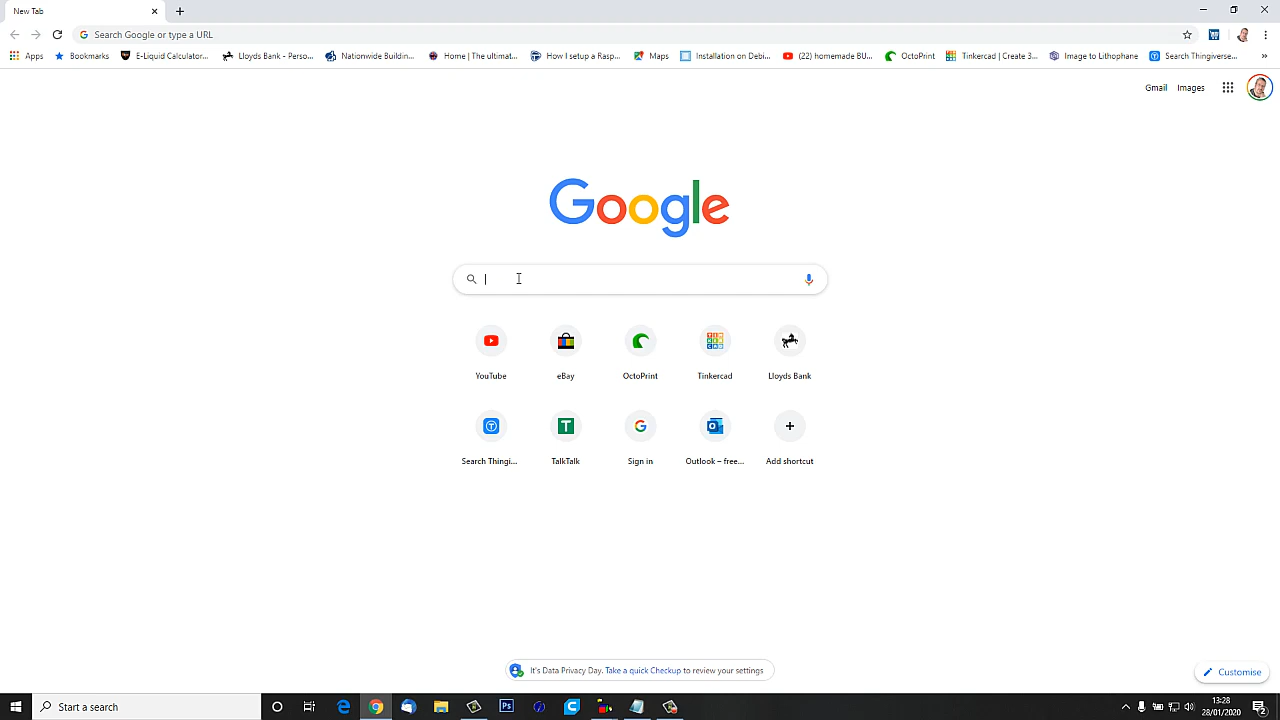 New Tab
Search Google or type a URL
Apps Bookmarks E-Liquid Calculator... Lloyds Bank - Perso... Nationwide Buildin... Home | The ultimat... How I setup a Rasp... Maps Installation on Debi... (22) homemade BU... OctoPrint Tinkercad | Create 3... Image to Lithophane Search Thingiverse... »
Gmail Images
Google
YouTube eBay OctoPrint Tinkercad Lloyds Bank
Search Thingi... TalkTalk Sign in Outlook – free... Add shortcut
It's Data Privacy Day. Take a quick Checkup to review your settings
Customise
Start a search
13:28
28/01/2020